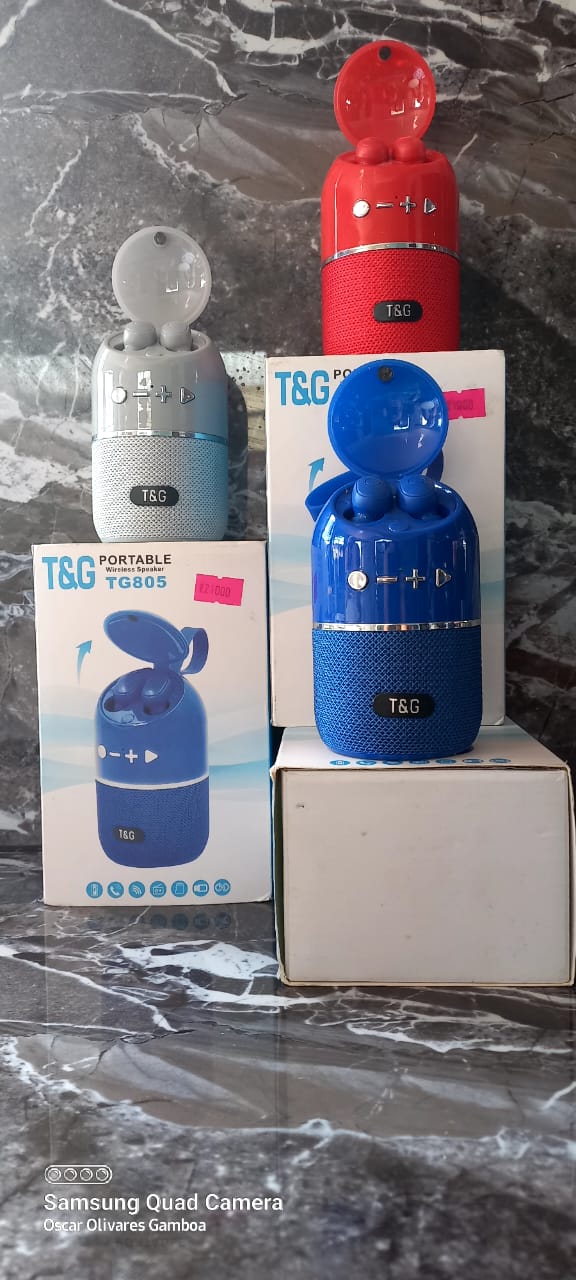 T&G
T&G
T&G
T&G PORTABLE
Wireless Speaker
TG805
T&G
T&G
Samsung Quad Camera
Oscar Olivares Gamboa